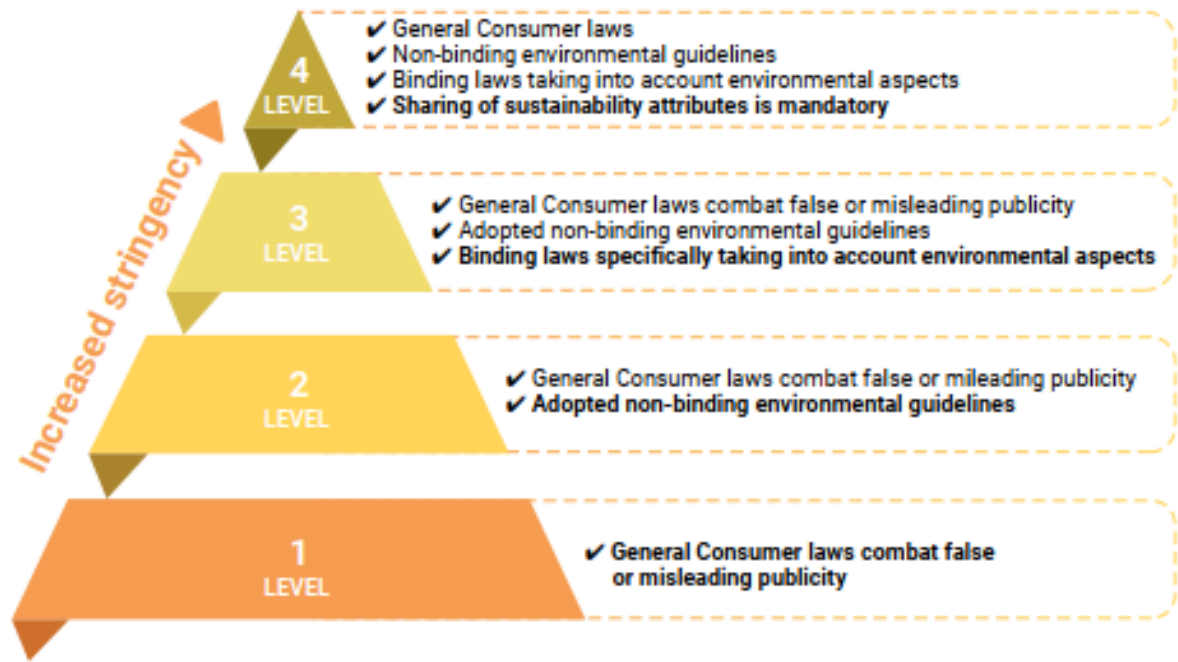 4
LEVEL
✔ General Consumer laws
✔ Non-binding environmental guidelines
✔ Binding laws taking into account environmental aspects
✔ Sharing of sustainability attributes is mandatory
Increased stringency
3
LEVEL
✔ General Consumer laws combat false or misleading publicity
✔ Adopted non-binding environmental guidelines
✔ Binding laws specifically taking into account environmental aspects
2
LEVEL
✔ General Consumer laws combat false or mileading publicity
✔ Adopted non-binding environmental guidelines
1
LEVEL
✔ General Consumer laws combat false
or misleading publicity